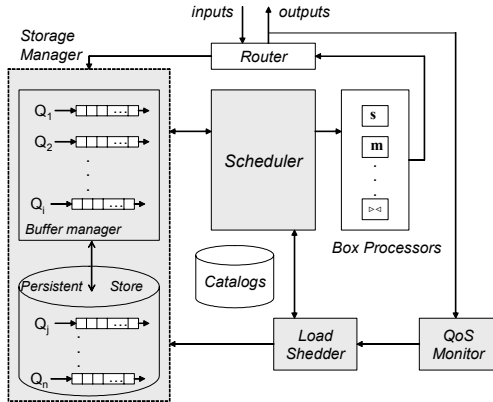 inputs outputs
Storage
Manager
Router
Q1 ...
Q2 ...
Qi ...
Buffer manager
Scheduler
s
m
⋈
Box Processors
Persistent Store
Catalogs
Qj ...
Qn ...
Load
Shedder
QoS
Monitor